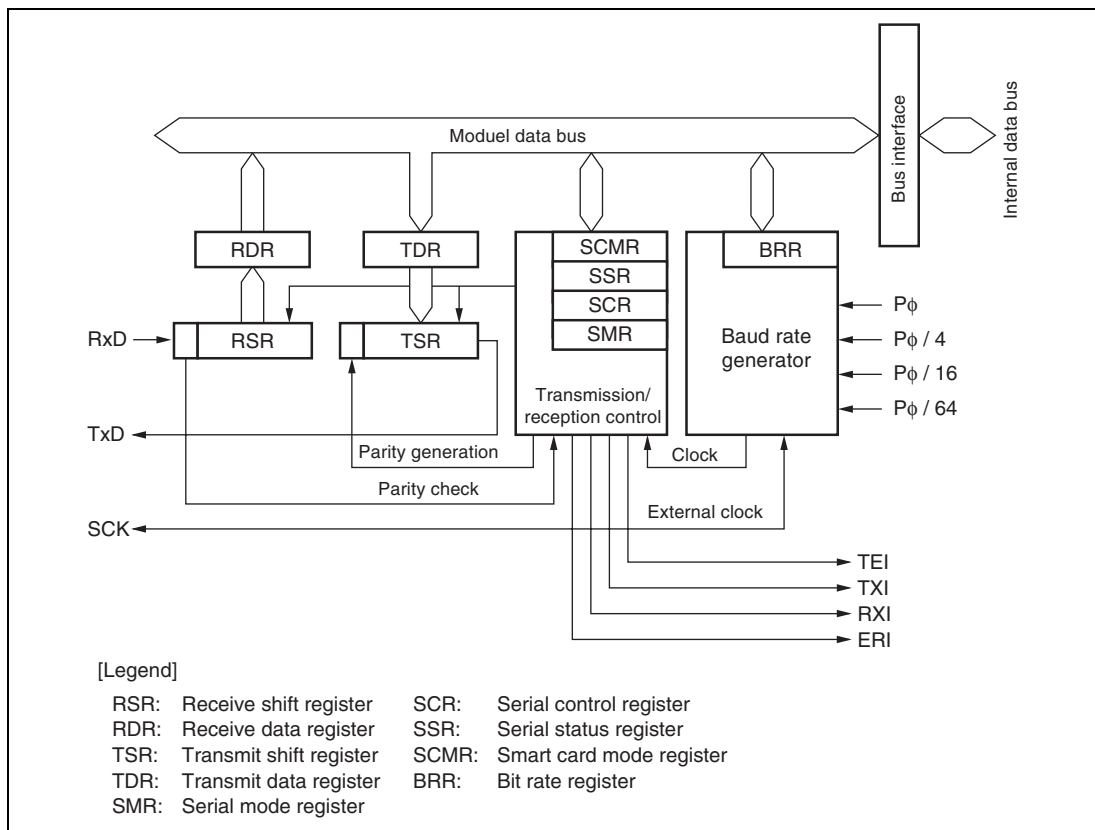 Moduel data bus
Bus interface
Internal data bus
RDR
TDR
SCMR
SSR
SCR
SMR
BRR
RxD
RSR
TSR
Baud rate
generator
Pϕ
Pϕ / 4
Pϕ / 16
Pϕ / 64
Transmission/
reception control
TxD
Parity generation
Clock
Parity check
External clock
SCK
TEI
TXI
RXI
ERI
[Legend]
RSR: Receive shift register
RDR: Receive data register
TSR: Transmit shift register
TDR: Transmit data register
SMR: Serial mode register
SCR: Serial control register
SSR: Serial status register
SCMR: Smart card mode register
BRR: Bit rate register